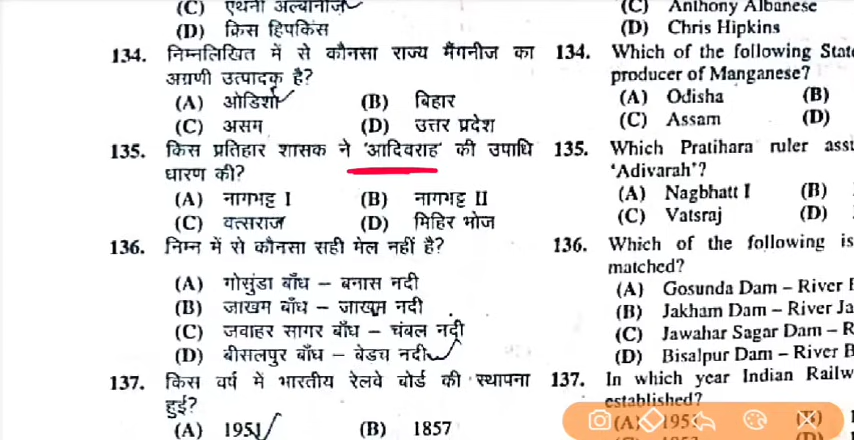 (C) एंथनी अल्बानीज
(D) क्रिस हिपकिंस
134. निम्नलिखित में से कौनसा राज्य मैंगनीज का
अग्रणी उत्पादक है?
(A) ओडिशा (B) बिहार
(C) असम (D) उत्तर प्रदेश
135. किस प्रतिहार शासक ने 'आदिवराह' की उपाधि
धारण की?
(A) नागभट्ट I (B) नागभट्ट II
(C) वत्सराज (D) मिहिर भोज
136. निम्न में से कौनसा सही मेल नहीं है?
(A) गोसुंडा बाँध – बनास नदी
(B) जाखम बाँध – जाखम नदी
(C) जवाहर सागर बाँध – चंबल नदी
(D) बीसलपुर बाँध – बेडच नदी
137. किस वर्ष में भारतीय रेलवे बोर्ड की स्थापना
हुई?
(A) 1951 (B) 1857
(C) Anthony Albanese
(D) Chris Hipkins
134. Which of the following State
producer of Manganese?
(A) Odisha (B)
(C) Assam (D)
135. Which Pratihara ruler ass
'Adivarah'?
(A) Nagbhatt I (B)
(C) Vatsraj (D)
136. Which of the following is
matched?
(A) Gosunda Dam – River
(B) Jakham Dam – River Ja
(C) Jawahar Sagar Dam – R
(D) Bisalpur Dam – River B
137. In which year Indian Railw
established?
(A) 195 (B)